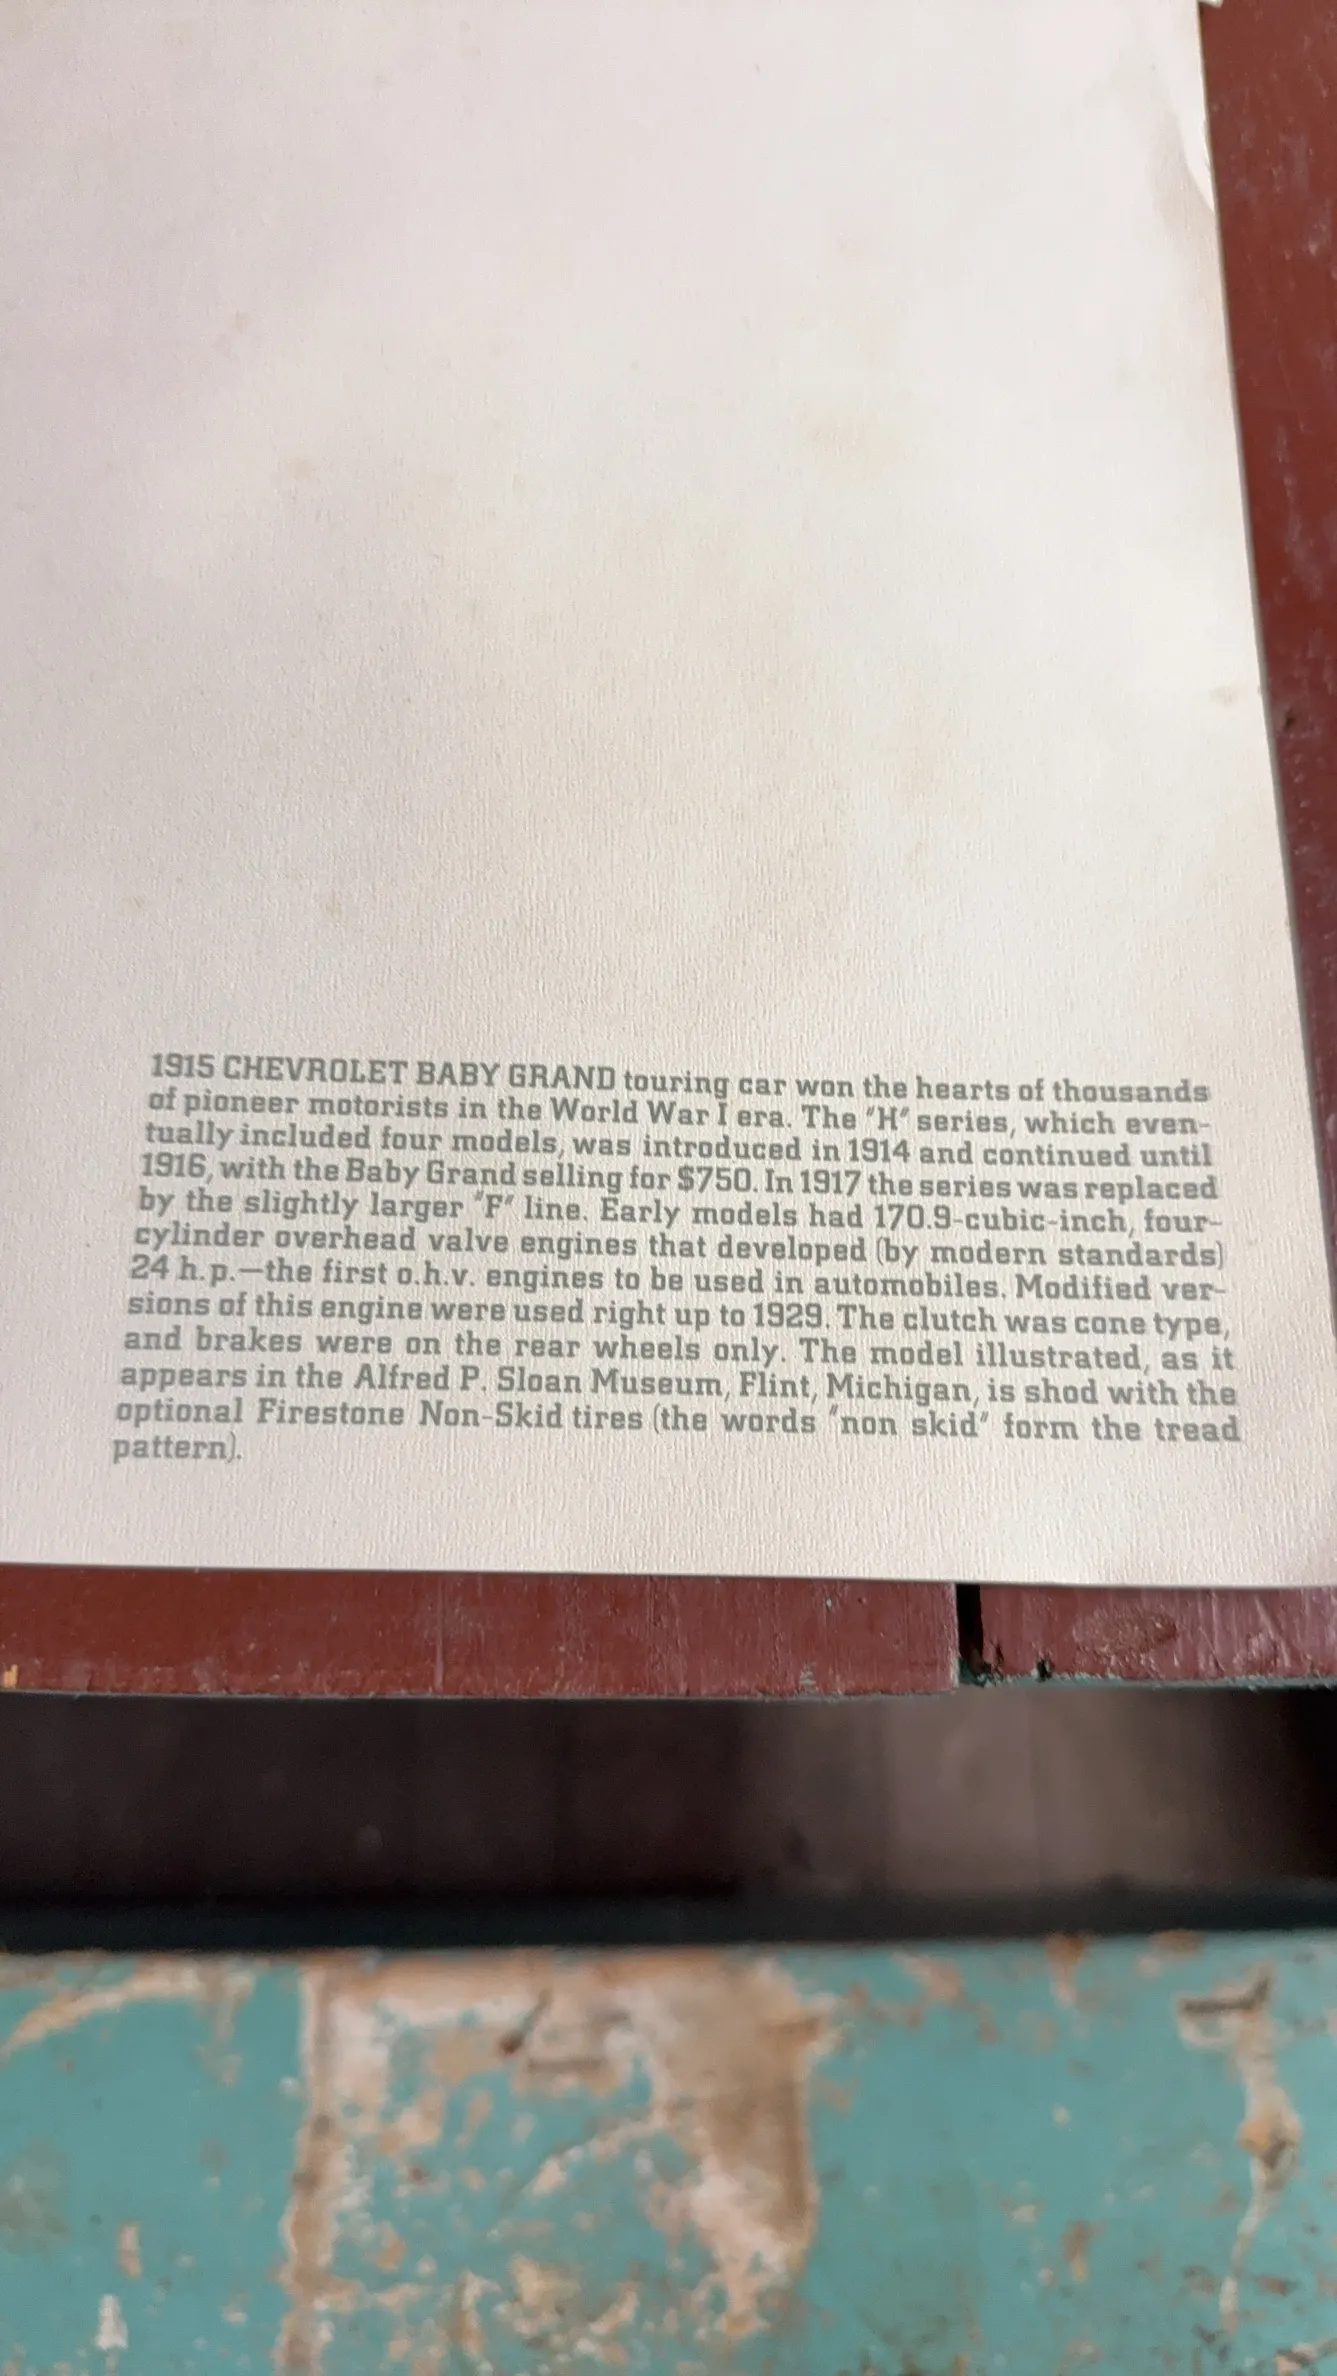 1915 CHEVROLET BABY GRAND touring car won the hearts of thousands
of pioneer motorists in the World War I era. The "H" series, which even-
tually included four models, was introduced in 1914 and continued until
1916, with the Baby Grand selling for $750. In 1917 the series was replaced
by the slightly larger "F" line. Early models had 170.9-cubic-inch, four-
cylinder overhead valve engines that developed (by modern standards)
24 h.p.—the first o.h.v. engines to be used in automobiles. Modified ver-
sions of this engine were used right up to 1929. The clutch was cone type,
and brakes were on the rear wheels only. The model illustrated, as it
appears in the Alfred P. Sloan Museum, Flint, Michigan, is shod with the
optional Firestone Non-Skid tires (the words "non skid" form the tread
pattern).